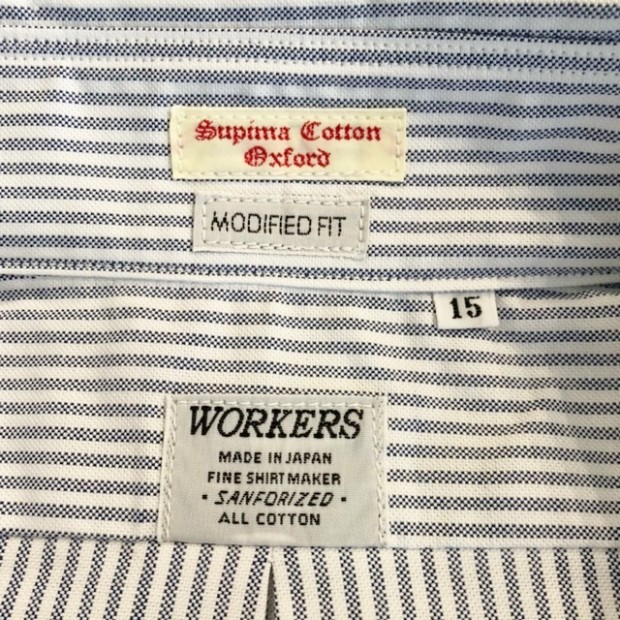 Supima Cotton
Oxford
MODIFIED FIT
15
WORKERS
MADE IN JAPAN
FINE SHIRT MAKER
• SANFORIZED •
ALL COTTON